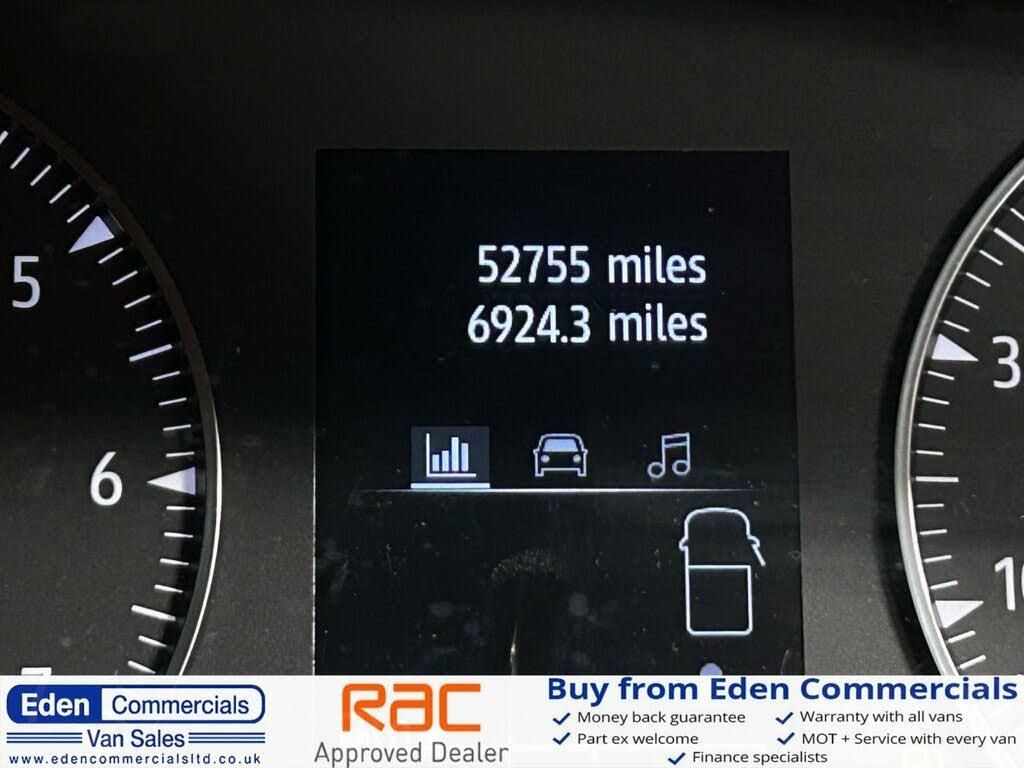 52755 miles
6924.3 miles
5
6
3
Eden Commercials
Van Sales
www.edencommercialsltd.co.uk
RAC
Approved Dealer
Buy from Eden Commercials
Money back guarantee
Warranty with all vans
Part ex welcome
MOT + Service with every van
Finance specialists